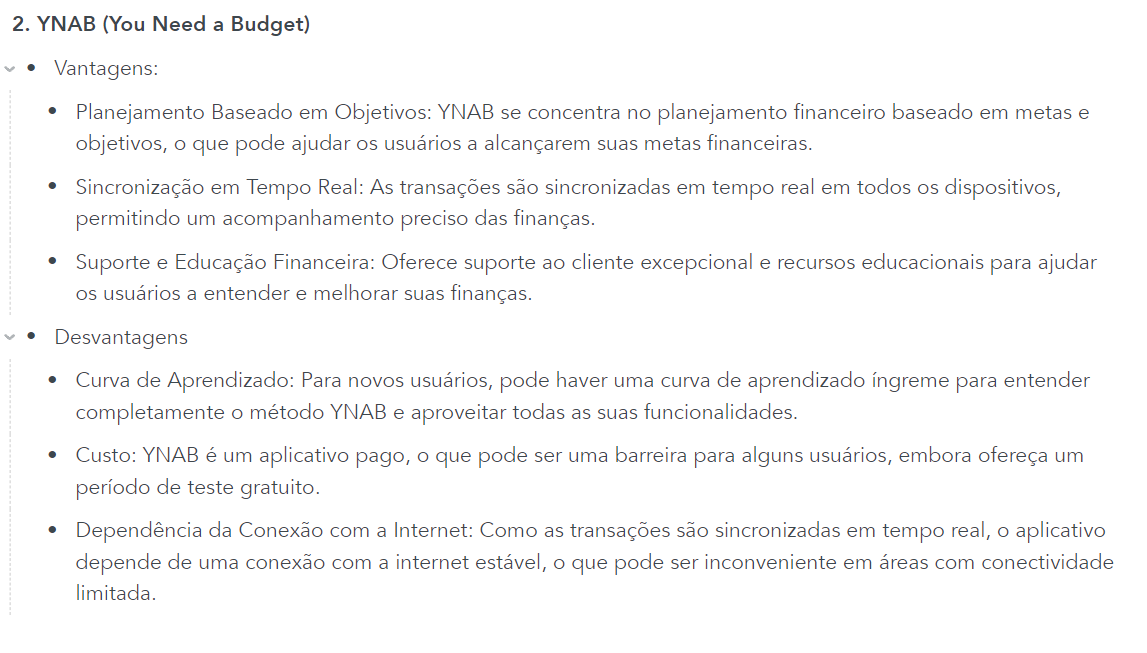 2. YNAB (You Need a Budget)
• Vantagens:
• Planejamento Baseado em Objetivos: YNAB se concentra no planejamento financeiro baseado em metas e
objetivos, o que pode ajudar os usuários a alcançarem suas metas financeiras.
• Sincronização em Tempo Real: As transações são sincronizadas em tempo real em todos os dispositivos,
permitindo um acompanhamento preciso das finanças.
• Suporte e Educação Financeira: Oferece suporte ao cliente excepcional e recursos educacionais para ajudar
os usuários a entender e melhorar suas finanças.
• Desvantagens
• Curva de Aprendizado: Para novos usuários, pode haver uma curva de aprendizado íngreme para entender
completamente o método YNAB e aproveitar todas as suas funcionalidades.
• Custo: YNAB é um aplicativo pago, o que pode ser uma barreira para alguns usuários, embora ofereça um
período de teste gratuito.
• Dependência da Conexão com a Internet: Como as transações são sincronizadas em tempo real, o aplicativo
depende de uma conexão com a internet estável, o que pode ser inconveniente em áreas com conectividade
limitada.